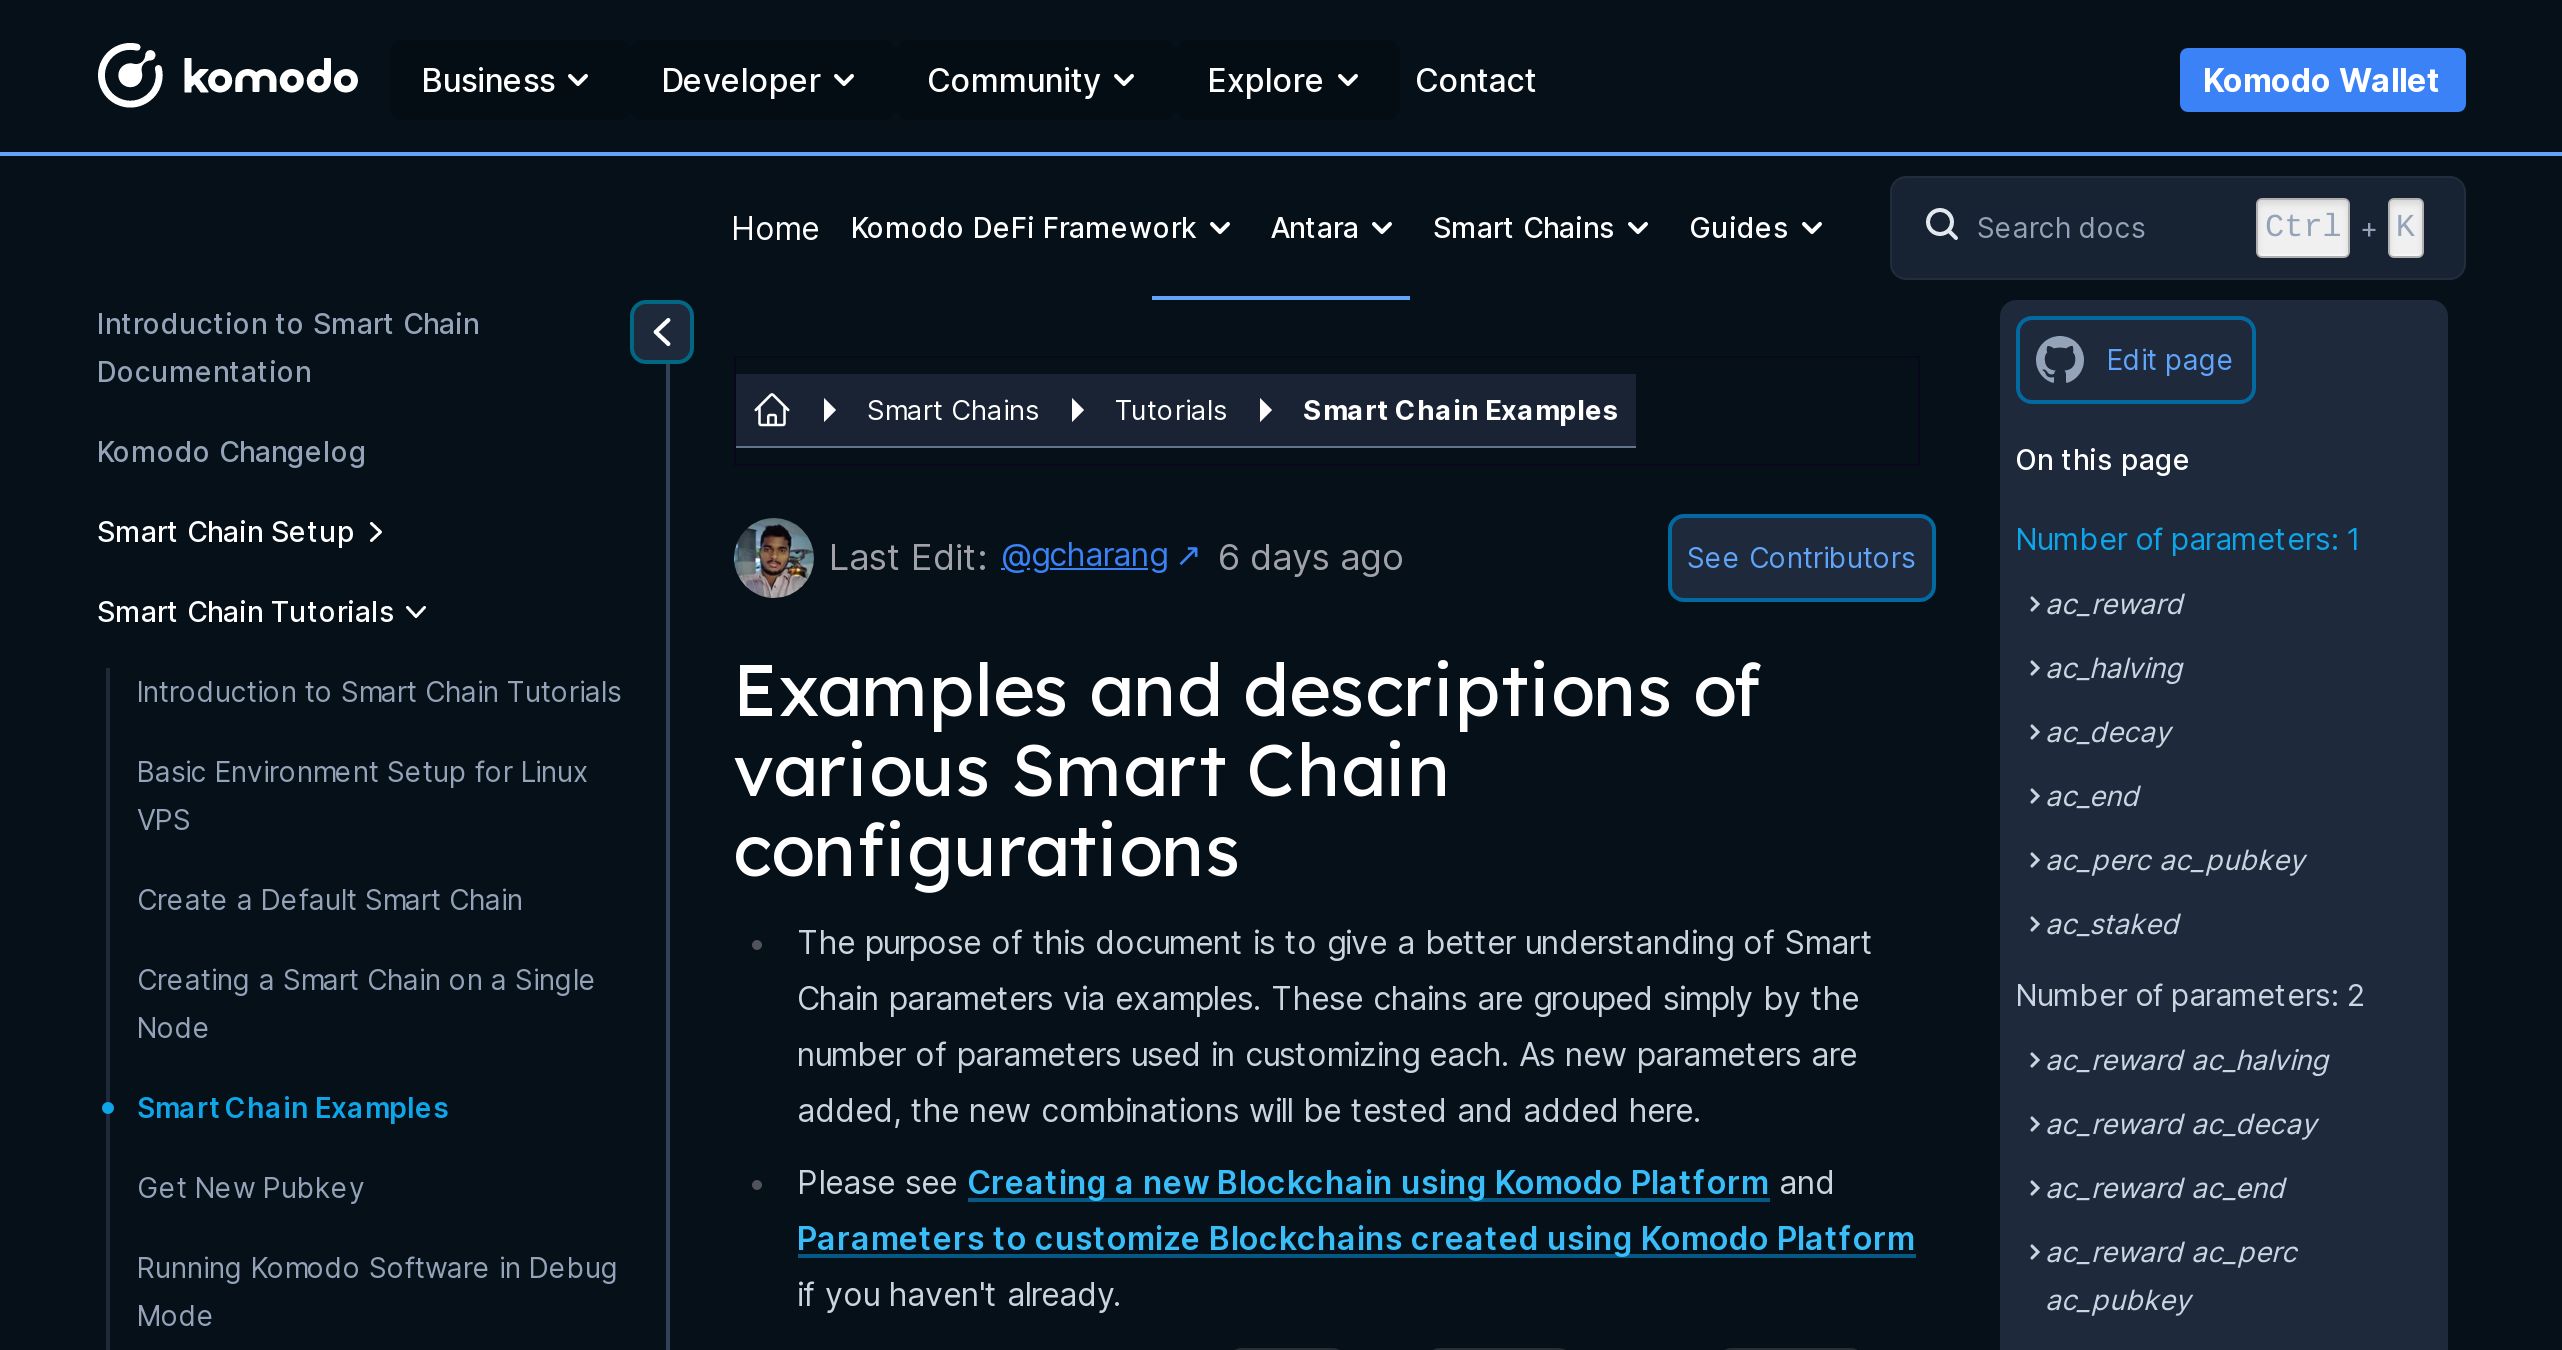 komodo
Business
Developer
Community
Explore
Contact
Komodo Wallet
Home
Komodo DeFi Framework
Antara
Smart Chains
Guides
Search docs
Ctrl + K
Introduction to Smart Chain
Documentation
Komodo Changelog
Smart Chain Setup
Smart Chain Tutorials
Introduction to Smart Chain Tutorials
Basic Environment Setup for Linux
VPS
Create a Default Smart Chain
Creating a Smart Chain on a Single
Node
Smart Chain Examples
Get New Pubkey
Running Komodo Software in Debug
Mode
Smart Chains
Tutorials
Smart Chain Examples
Last Edit: @gcharang ↗ 6 days ago
See Contributors
Examples and descriptions of
various Smart Chain
configurations
The purpose of this document is to give a better understanding of Smart
Chain parameters via examples. These chains are grouped simply by the
number of parameters used in customizing each. As new parameters are
added, the new combinations will be tested and added here.
Please see Creating a new Blockchain using Komodo Platform and
Parameters to customize Blockchains created using Komodo Platform
if you haven't already.
Edit page
On this page
Number of parameters: 1
ac_reward
ac_halving
ac_decay
ac_end
ac_perc ac_pubkey
ac_staked
Number of parameters: 2
ac_reward ac_halving
ac_reward ac_decay
ac_reward ac_end
ac_reward ac_perc
ac_pubkey